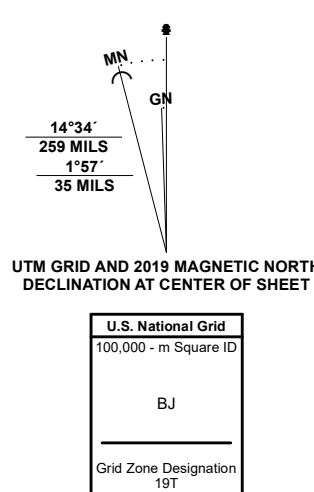 MN
GN
14°34´
259 MILS
1°57´
35 MILS
UTM GRID AND 2019 MAGNETIC NORTH
DECLINATION AT CENTER OF SHEET
U.S. National Grid
100,000 - m Square ID
BJ
Grid Zone Designation
19T